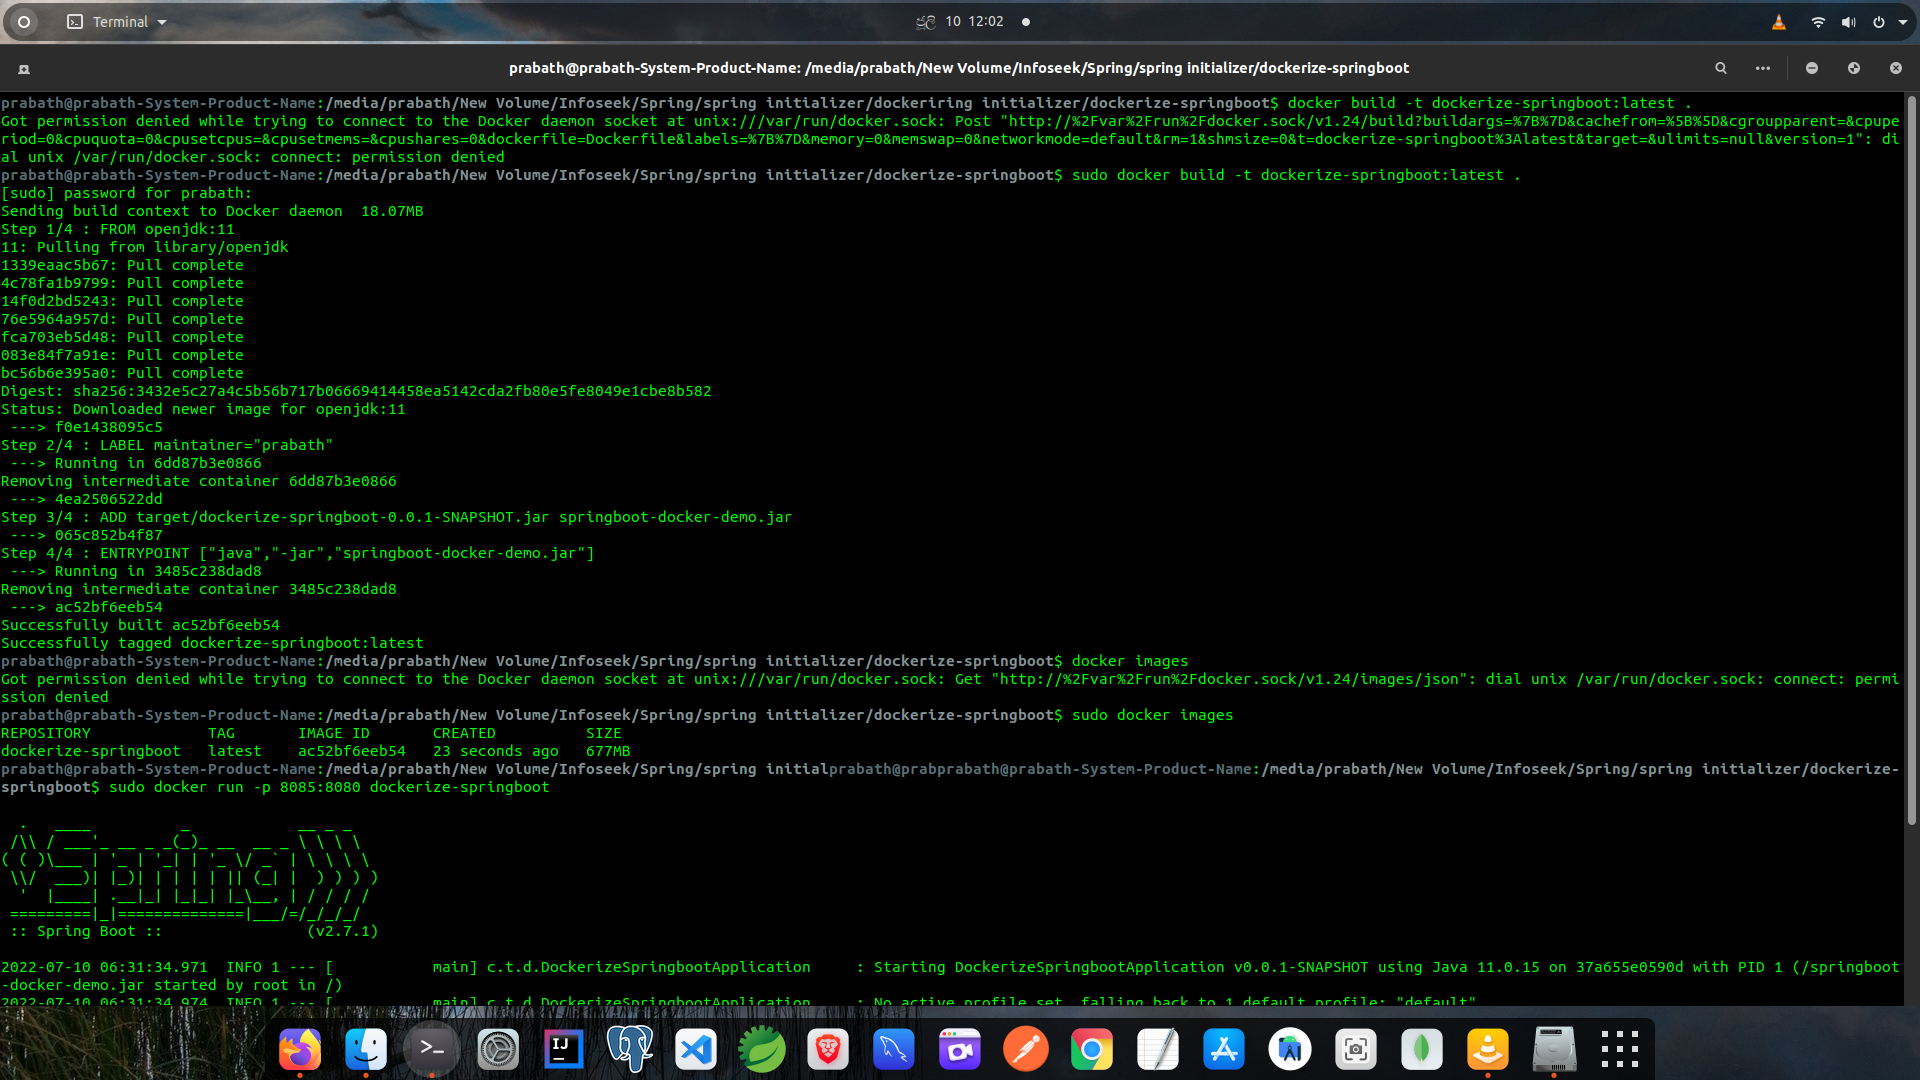 Terminal
ජූලි 10 12:02
prabath@prabath-System-Product-Name: /media/prabath/New Volume/Infoseek/Spring/spring initializer/dockerize-springboot
prabath@prabath-System-Product-Name:/media/prabath/New Volume/Infoseek/Spring/spring initializer/dockeriring initializer/dockerize-springboot$ docker build -t dockerize-springboot:latest .
Got permission denied while trying to connect to the Docker daemon socket at unix:///var/run/docker.sock: Post "http://%2Fvar%2Frun%2Fdocker.sock/v1.24/build?buildargs=%7B%7D&cachefrom=%5B%5D&cgroupparent=&cpupe
riod=0&cpuquota=0&cpusetcpus=&cpusetmems=&cpushares=0&dockerfile=Dockerfile&labels=%7B%7D&memory=0&memswap=0&networkmode=default&rm=1&shmsize=0&t=dockerize-springboot%3Alatest&target=&ulimits=null&version=1": di
al unix /var/run/docker.sock: connect: permission denied
prabath@prabath-System-Product-Name:/media/prabath/New Volume/Infoseek/Spring/spring initializer/dockerize-springboot$ sudo docker build -t dockerize-springboot:latest .
[sudo] password for prabath:
Sending build context to Docker daemon  18.07MB
Step 1/4 : FROM openjdk:11
11: Pulling from library/openjdk
1339eaac5b67: Pull complete
4c78fa1b9799: Pull complete
14f0d2bd5243: Pull complete
76e5964a957d: Pull complete
fca703eb5d48: Pull complete
083e84f7a91e: Pull complete
bc56b6e395a0: Pull complete
Digest: sha256:3432e5c27a4c5b56b717b06669414458ea5142cda2fb80e5fe8049e1cbe8b582
Status: Downloaded newer image for openjdk:11
 ---> f0e1438095c5
Step 2/4 : LABEL maintainer="prabath"
 ---> Running in 6dd87b3e0866
Removing intermediate container 6dd87b3e0866
 ---> 4ea2506522dd
Step 3/4 : ADD target/dockerize-springboot-0.0.1-SNAPSHOT.jar springboot-docker-demo.jar
 ---> 065c852b4f87
Step 4/4 : ENTRYPOINT ["java","-jar","springboot-docker-demo.jar"]
 ---> Running in 3485c238dad8
Removing intermediate container 3485c238dad8
 ---> ac52bf6eeb54
Successfully built ac52bf6eeb54
Successfully tagged dockerize-springboot:latest
prabath@prabath-System-Product-Name:/media/prabath/New Volume/Infoseek/Spring/spring initializer/dockerize-springboot$ docker images
Got permission denied while trying to connect to the Docker daemon socket at unix:///var/run/docker.sock: Get "http://%2Fvar%2Frun%2Fdocker.sock/v1.24/images/json": dial unix /var/run/docker.sock: connect: permi
ssion denied
prabath@prabath-System-Product-Name:/media/prabath/New Volume/Infoseek/Spring/spring initializer/dockerize-springboot$ sudo docker images
REPOSITORY             TAG       IMAGE ID       CREATED          SIZE
dockerize-springboot   latest    ac52bf6eeb54   23 seconds ago   677MB
prabath@prabath-System-Product-Name:/media/prabath/New Volume/Infoseek/Spring/spring initialprabath@prabprabath@prabath-System-Product-Name:/media/prabath/New Volume/Infoseek/Spring/spring initializer/dockerize-
springboot$ sudo docker run -p 8085:8080 dockerize-springboot
Spring
 :: Spring Boot ::                (v2.7.1)
2022-07-10 06:31:34.971  INFO 1 --- [           main] c.t.d.DockerizeSpringbootApplication     : Starting DockerizeSpringbootApplication v0.0.1-SNAPSHOT using Java 11.0.15 on 37a655e0590d with PID 1 (/springboot
-docker-demo.jar started by root in /)
2022-07-10 06:31:34.974  INFO 1 --- [           main] c.t.d.DockerizeSpringbootApplication     : No active profile set, falling back to 1 default profile: "default"
IJ